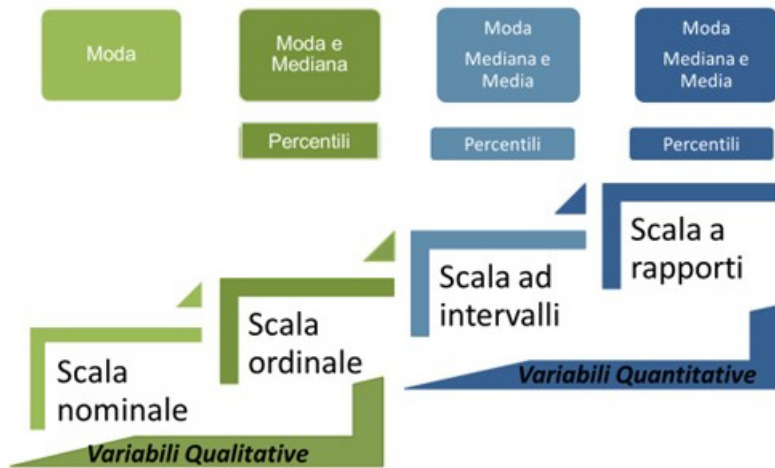 Moda
Moda e
Mediana
Moda
Mediana e
Media
Moda
Mediana e
Media
Percentili
Percentili
Percentili
Scala
nominale
Scala
ordinale
Scala ad
intervalli
Scala a
rapporti
Variabili Qualitative
Variabili Quantitative